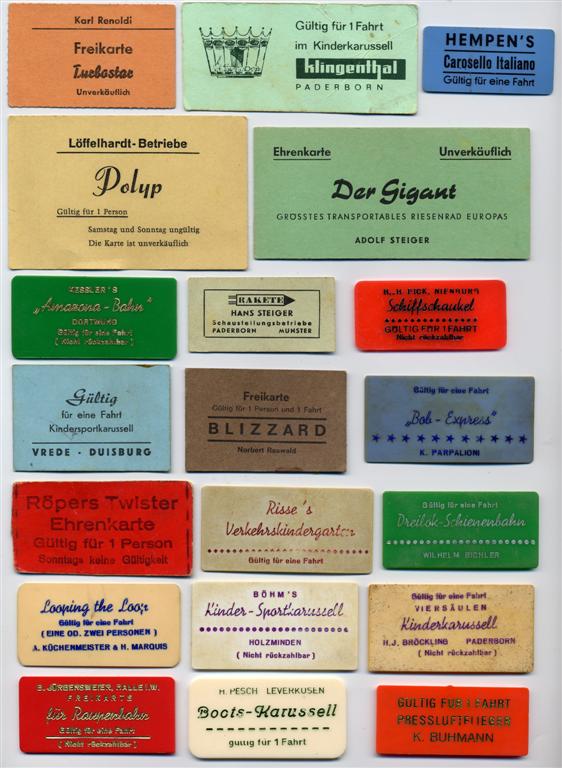 Karl Renoldi
Freikarte
Turbostar
Unverkäuflich
Gültig für 1 Fahrt
im Kinderkarussell
Klingenthal
PADERBORN
HEMPEN'S
Carosello Italiano
Gültig für eine Fahrt
Löffelhardt-Betriebe
Polyp
Gültig für 1 Person
Samstag und Sonntag ungültig
Die Karte ist unverkäuflich
Ehrenkarte Unverkäuflich
Der Gigant
GRÖSSTES TRANSPORTABLES RIESENRAD EUROPAS
ADOLF STEIGER
KESSLER'S
„Amazona-Bahn"
DORTMUND
Gültig für eine Fahrt
( Nicht rückzahlbar )
RAKETE
HANS STEIGER
Schaustellungsbetriebe
PADERBORN MUNSTER
H. PICK, NIENBURG
Schiffschaukel
GÜLTIG FÜR 1 FAHRT
Nicht rückzahlbar
Gültig
für eine Fahrt
Kindersportkarussell
VREDE - DUISBURG
Freikarte
Gültig für 1 Person und 1 Fahrt
BLIZZARD
Norbert Rauwald
Gültig für eine Fahrt
„Bob-Express"
K. PARPALIONI
Röpers Twister
Ehrenkarte
Gültig für 1 Person
Sonntags keine Gültigkeit
Risse's
Verkehrskindergarten
Gültig für eine Fahrt
Gültig für eine Fahrt
Dreilok-Schienenbahn
WILHELM BICHLER
Looping the Loop
Gültig für eine Fahrt
( EINE OD. ZWEI PERSONEN )
A. KÜCHENMEISTER & H. MARQUIS
BÖHM'S
Kinder-Sportkarussell
HOLZMINDEN
( Nicht rückzahlbar )
Gültig für eine Fahrt
VIERSÄULEN
Kinderkarussell
H.J. BRÖCKLING PADERBORN
( Nicht rückzahlbar )
B. JÜRGENSMEIER, HALLE I.W.
FREIKARTE
für Raupenbahn
Gültig für eine Fahrt
( Nicht rückzahlbar )
H. PESCH LEVERKUSEN
Boots-Karussell
gültig für 1 Fahrt
GÜLTIG FÜR 1 FAHRT
PRESSLUFTFLIEGER
K. BUHMANN